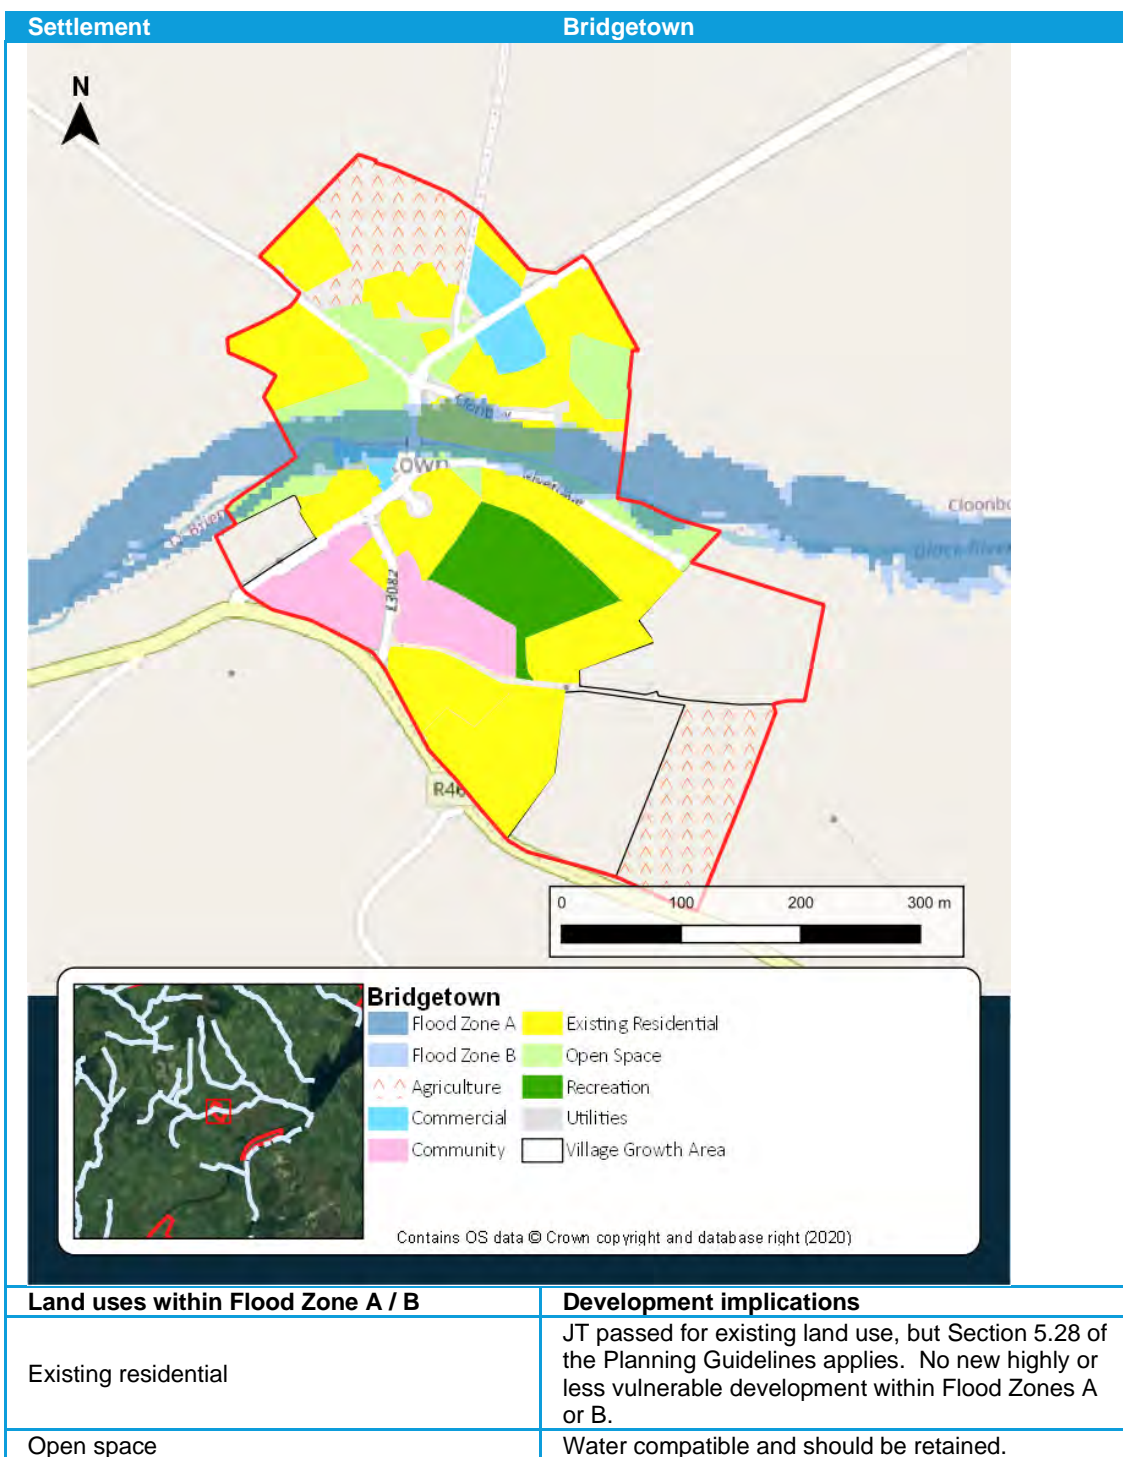 Settlement Bridgetown
N
Clonboy
own
Riverdale
O'Brien
L3082
Cloonbo
Black River
R46
0 100 200 300 m
Bridgetown
Flood Zone A Existing Residential
Flood Zone B Open Space
Agriculture Recreation
Commercial Utilities
Community Village Growth Area
Contains OS data © Crown copyright and database right (2020)
Land uses within Flood Zone A / B Development implications
Existing residential
JT passed for existing land use, but Section 5.28 of
the Planning Guidelines applies. No new highly or
less vulnerable development within Flood Zones A
or B.
Open space Water compatible and should be retained.